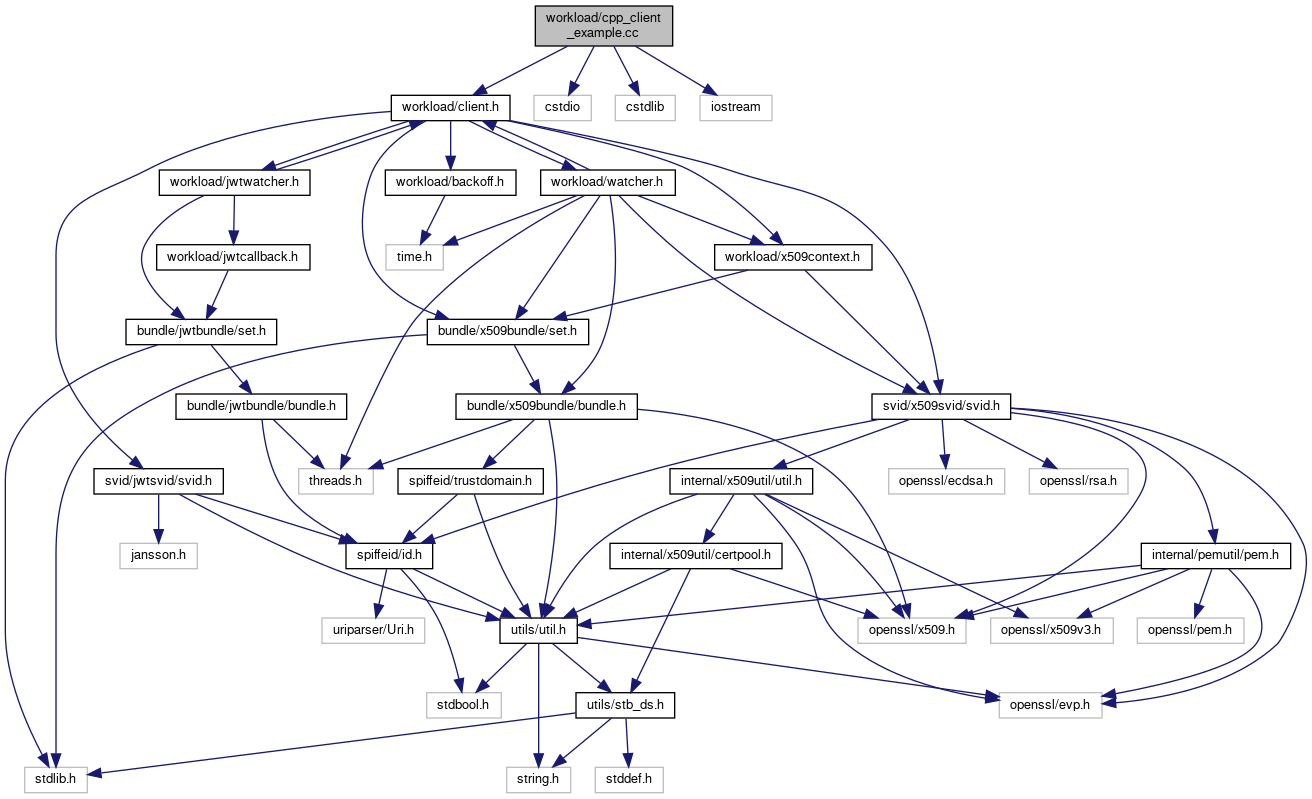 workload/cpp_client
_example.cc
workload/client.h
cstdio
cstdlib
iostream
workload/jwtwatcher.h
workload/backoff.h
workload/watcher.h
workload/jwtcallback.h
time.h
workload/x509context.h
bundle/jwtbundle/set.h
bundle/x509bundle/set.h
bundle/jwtbundle/bundle.h
bundle/x509bundle/bundle.h
svid/x509svid/svid.h
svid/jwtsvid/svid.h
threads.h
spiffeid/trustdomain.h
internal/x509util/util.h
openssl/ecdsa.h
openssl/rsa.h
jansson.h
spiffeid/id.h
internal/x509util/certpool.h
internal/pemutil/pem.h
uriparser/Uri.h
utils/util.h
openssl/x509.h
openssl/x509v3.h
openssl/pem.h
stdbool.h
utils/stb_ds.h
openssl/evp.h
stdlib.h
string.h
stddef.h